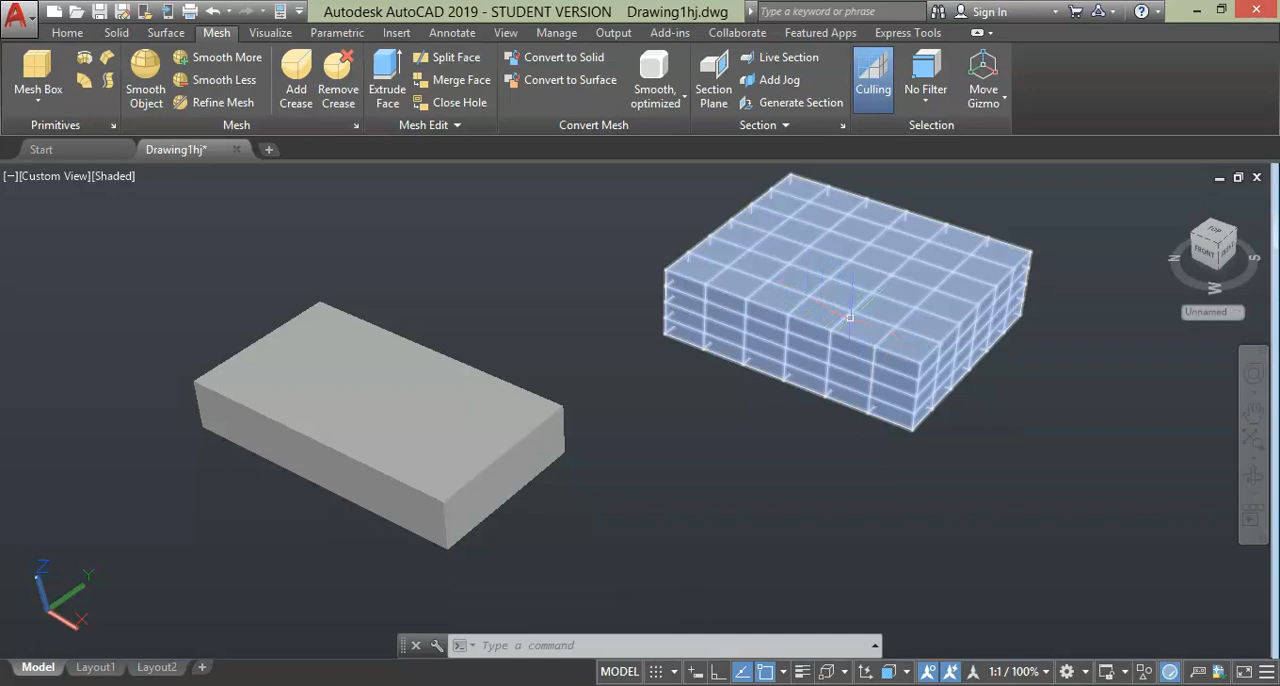 Autodesk AutoCAD 2019 - STUDENT VERSION Drawing1hj.dwg
Type a keyword or phrase
Sign In
Home Solid Surface Mesh Visualize Parametric Insert Annotate View Manage Output Add-ins Collaborate Featured Apps Express Tools
Mesh Box
Primitives
Smooth Object
Smooth More
Smooth Less
Refine Mesh
Add Crease
Remove Crease
Mesh
Extrude Face
Split Face
Merge Face
Close Hole
Mesh Edit
Convert to Solid
Convert to Surface
Smooth, optimized
Convert Mesh
Section Plane
Live Section
Add Jog
Generate Section
Section
Culling
No Filter
Move Gizmo
Selection
Start
Drawing1hj*
[−][Custom View][Shaded]
TOP
FRONT
N
S
W
Unnamed
Z
Y
X
Type a command
Model Layout1 Layout2
MODEL
1:1 / 100%